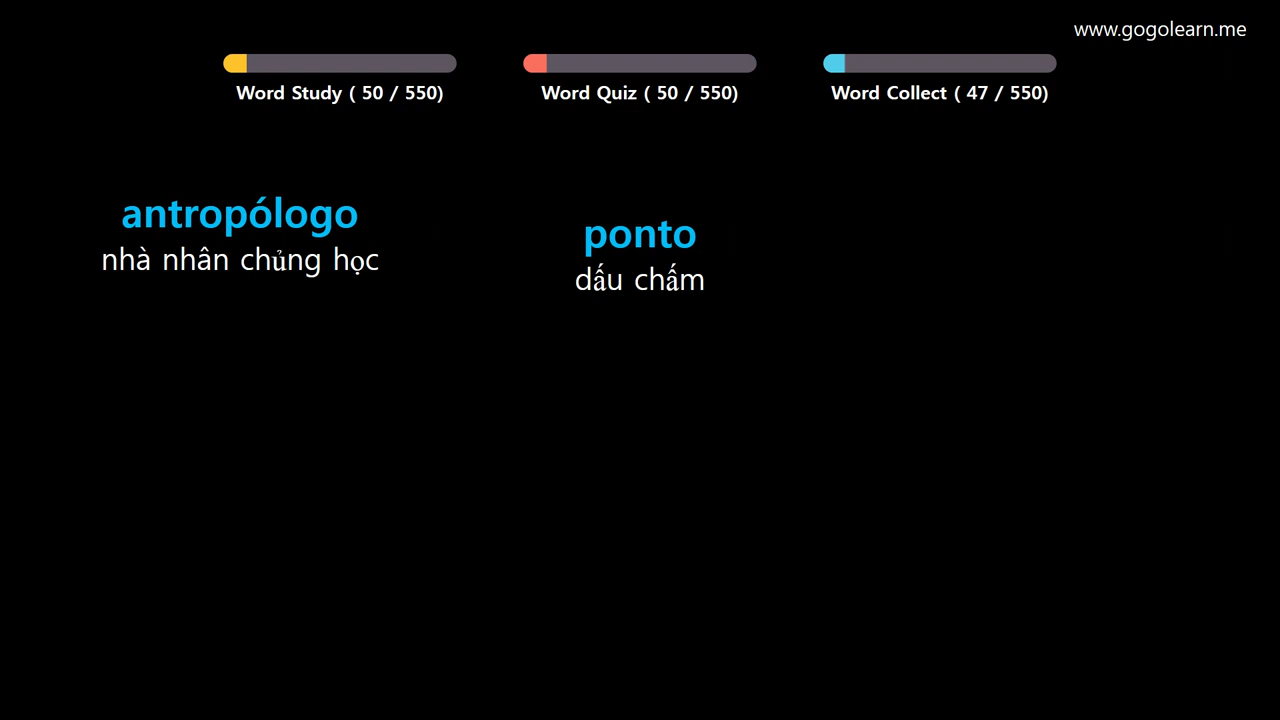 www.gogolearn.me
Word Study ( 50 / 550)
Word Quiz ( 50 / 550)
Word Collect ( 47 / 550)
antropólogo
nhà nhân chủng học
ponto
dấu chấm